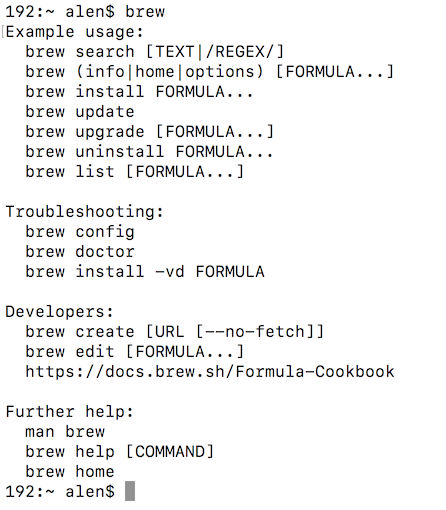 192:~ alen$ brew
Example usage:
  brew search [TEXT|/REGEX/]
  brew (info|home|options) [FORMULA...]
  brew install FORMULA...
  brew update
  brew upgrade [FORMULA...]
  brew uninstall FORMULA...
  brew list [FORMULA...]

Troubleshooting:
  brew config
  brew doctor
  brew install -vd FORMULA

Developers:
  brew create [URL [--no-fetch]]
  brew edit [FORMULA...]
  https://docs.brew.sh/Formula-Cookbook

Further help:
  man brew
  brew help [COMMAND]
  brew home
192:~ alen$